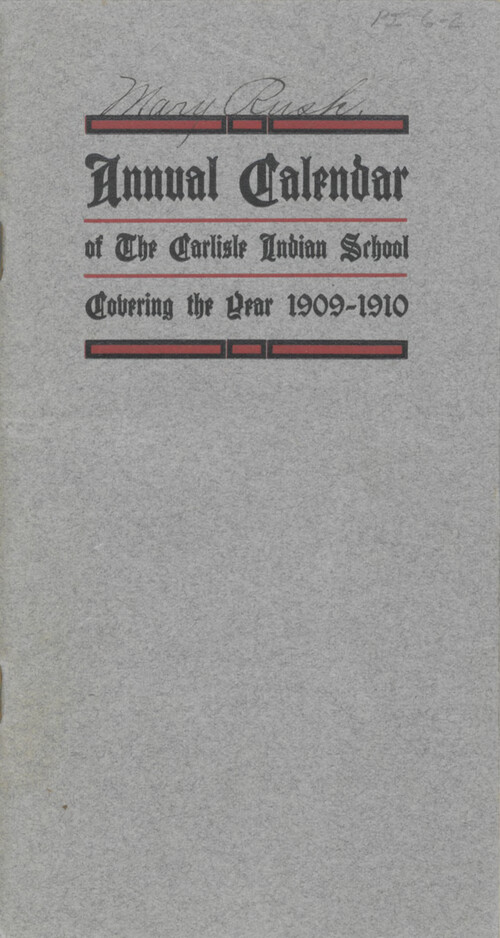 PI 6-2
Mary Rush.
Annual Calendar
of The Carlisle Indian School
Covering the Year 1909-1910